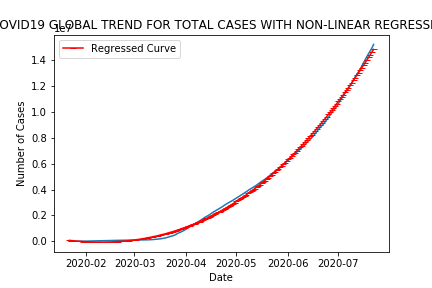 OVID19 GLOBAL TREND FOR TOTAL CASES WITH NON-LINEAR REGRESSI
1e7
Regressed Curve
1.4
1.2
1.0
0.8
0.6
0.4
0.2
0.0
Number of Cases
2020-02 2020-03 2020-04 2020-05 2020-06 2020-07
Date